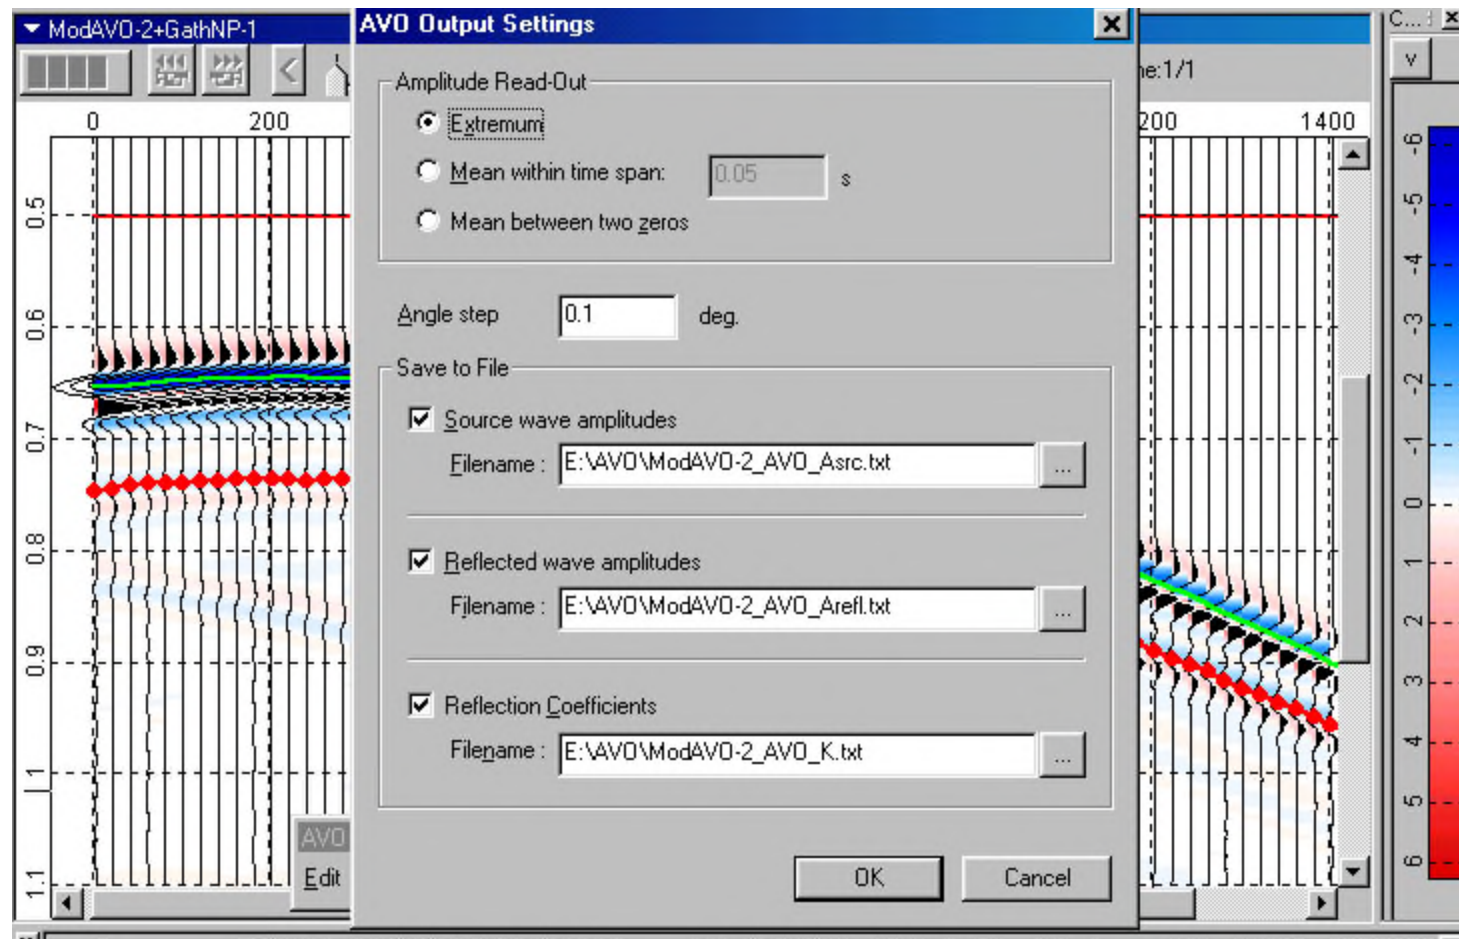 ModAVO-2+GathNP-1
AVO Output Settings
C...
V
ne:1/1
0
200
200
1400
Amplitude Read-Out
Extremum
Mean within time span:
0.05
s
Mean between two zeros
Angle step
0.1
deg.
Save to File
Source wave amplitudes
Filename :
E:\AVO\ModAVO-2_AVO_Asrc.txt
...
Reflected wave amplitudes
Filename :
E:\AVO\ModAVO-2_AVO_Arefl.txt
...
Reflection Coefficients
Filename :
E:\AVO\ModAVO-2_AVO_K.txt
...
OK
Cancel
AVO
Edit
0.5
0.6
0.7
0.8
0.9
1
1.1
-6
-5
-4
-3
-2
-1
0
1
2
3
4
5
6